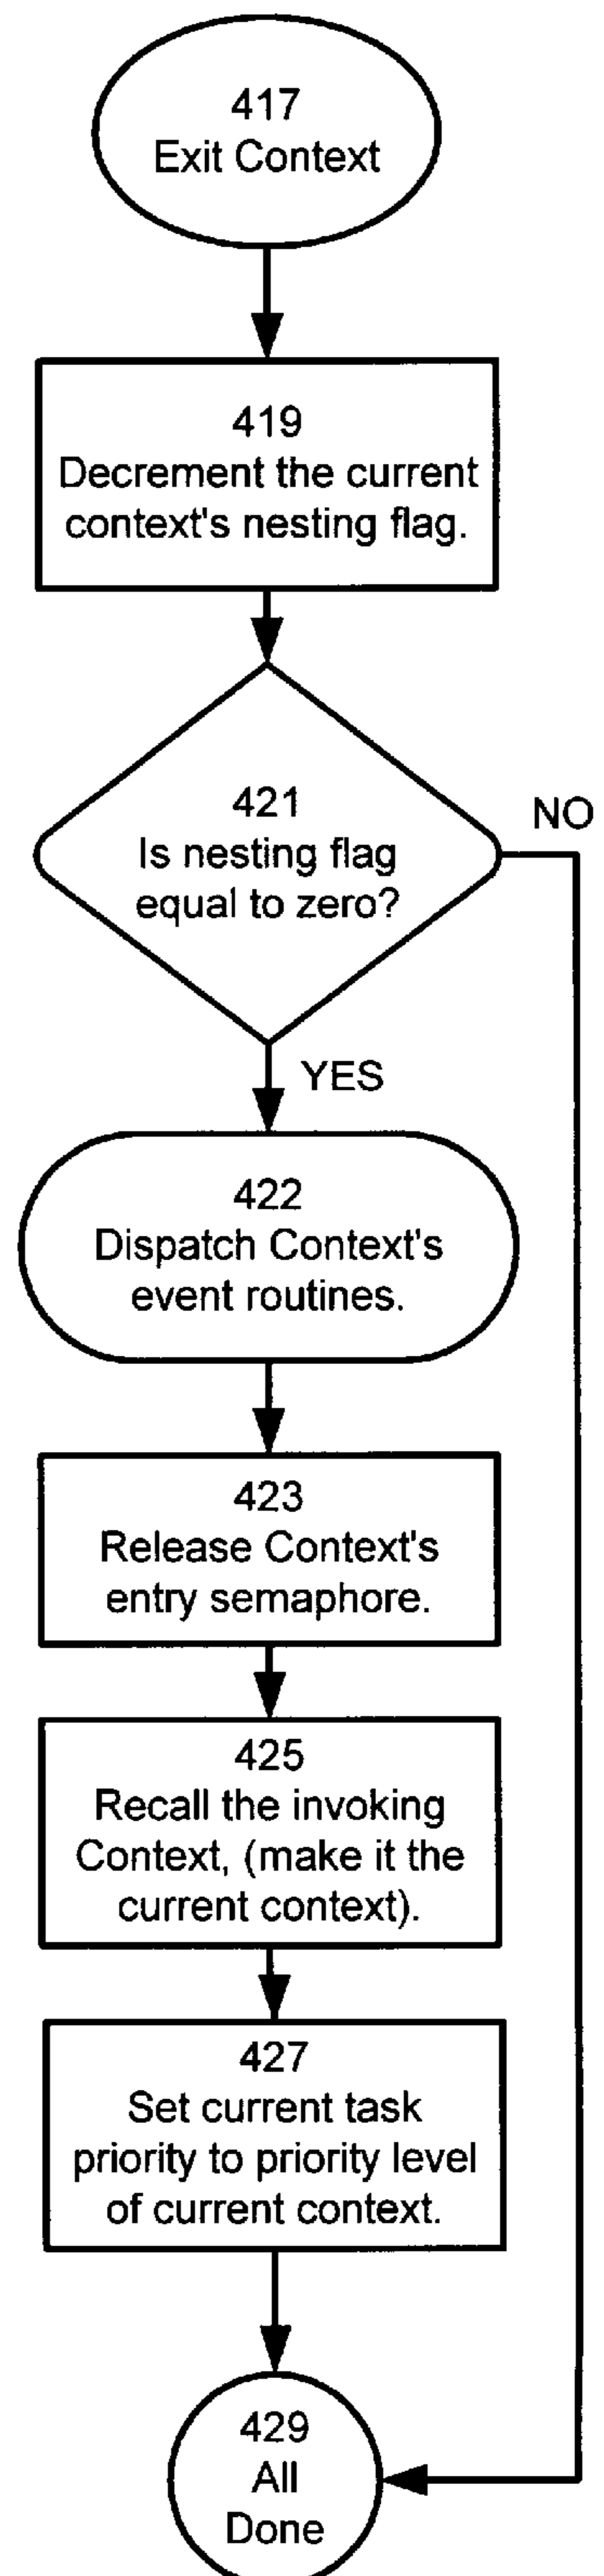 417
Exit Context
419
Decrement the current
context's nesting flag.
421
Is nesting flag
equal to zero?
NO
YES
422
Dispatch Context's
event routines.
423
Release Context's
entry semaphore.
425
Recall the invoking
Context, (make it the
current context).
427
Set current task
priority to priority level
of current context.
429
All
Done